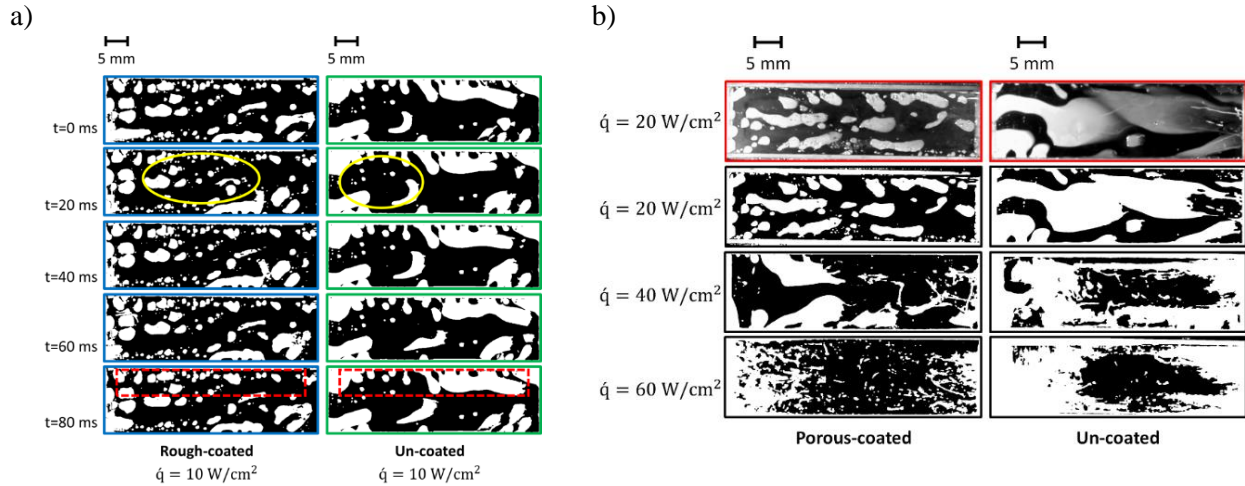 a)
5 mm
5 mm
t=0 ms
t=20 ms
t=40 ms
t=60 ms
t=80 ms
Rough-coated
q́ = 10 W/cm²
Un-coated
q́ = 10 W/cm²
b)
5 mm
5 mm
q́ = 20 W/cm²
q́ = 20 W/cm²
q́ = 40 W/cm²
q́ = 60 W/cm²
Porous-coated
Un-coated